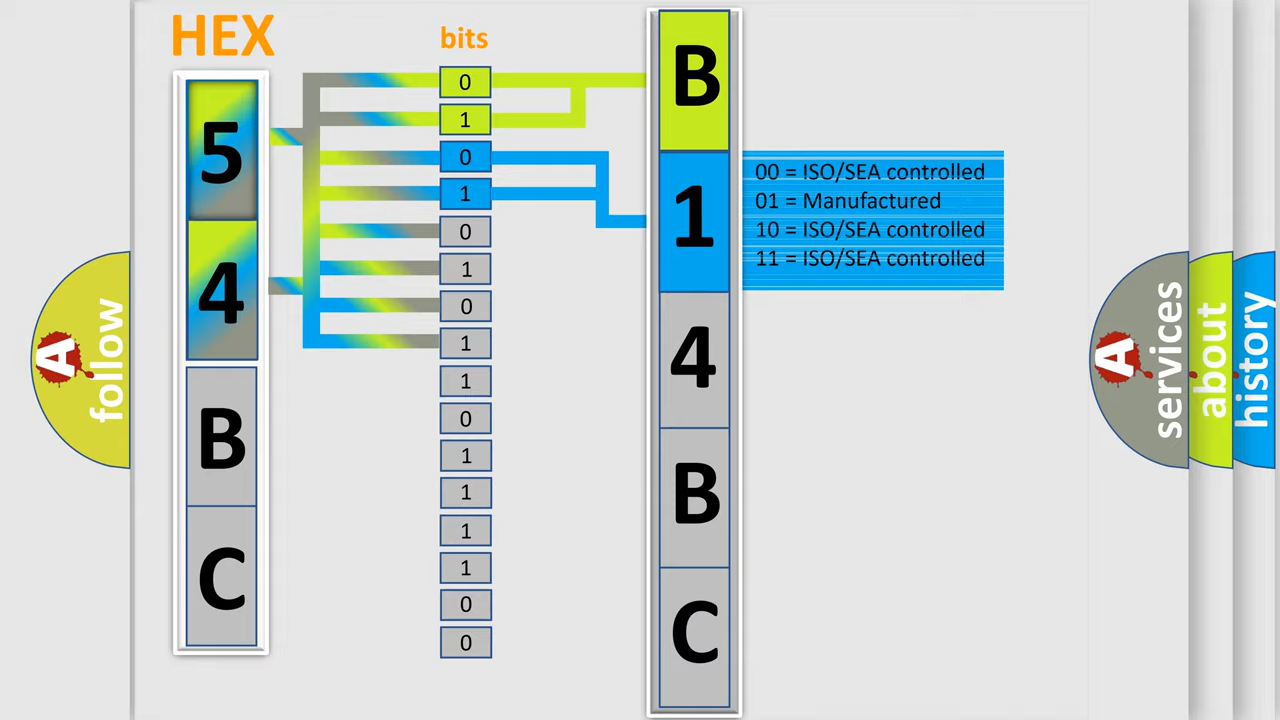 HEX
bits
5
4
B
C
0
1
0
1
0
1
0
1
1
0
1
1
1
1
0
0
B
1
4
B
C
00 = ISO/SEA controlled
01 = Manufactured
10 = ISO/SEA controlled
11 = ISO/SEA controlled
A
follow
A
services
about
history